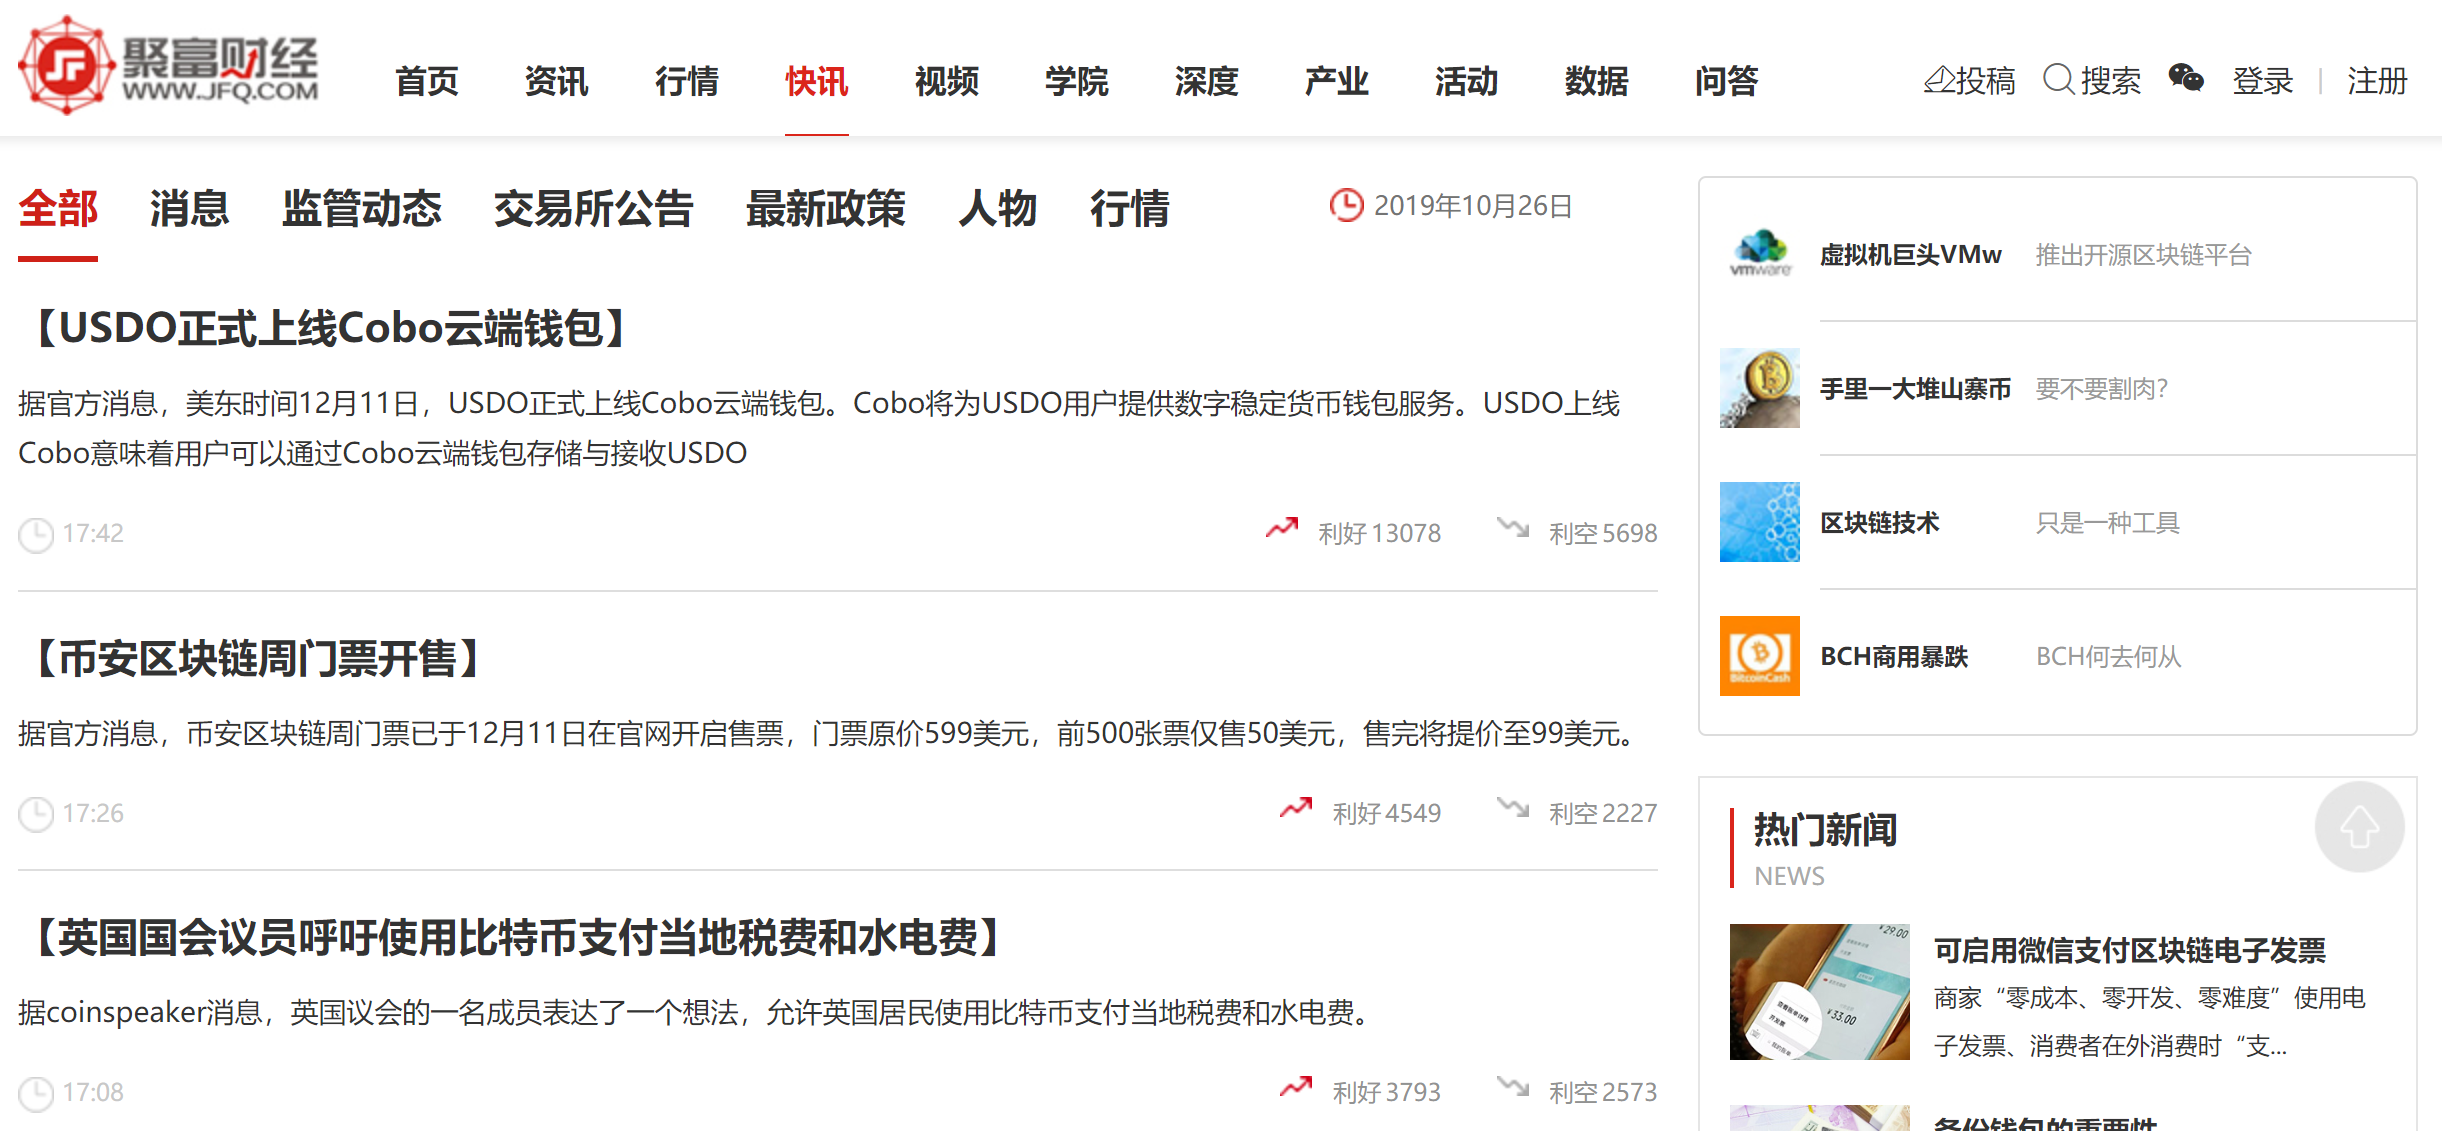 聚富财经
WWW.JFQ.COM
首页 资讯 行情 快讯 视频 学院 深度 产业 活动 数据 问答 投稿 搜索 登录 | 注册
全部 消息 监管动态 交易所公告 最新政策 人物 行情 2019年10月26日
【USDO正式上线Cobo云端钱包】
据官方消息，美东时间12月11日，USDO正式上线Cobo云端钱包。Cobo将为USDO用户提供数字稳定货币钱包服务。USDO上线
Cobo意味着用户可以通过Cobo云端钱包存储与接收USDO
17:42 利好 13078 利空 5698
【币安区块链周门票开售】
据官方消息，币安区块链周门票已于12月11日在官网开启售票，门票原价599美元，前500张票仅售50美元，售完将提价至99美元。
17:26 利好 4549 利空 2227
【英国国会议员呼吁使用比特币支付当地税费和水电费】
据coinspeaker消息，英国议会的一名成员表达了一个想法，允许英国居民使用比特币支付当地税费和水电费。
17:08 利好 3793 利空 2573
vmware
虚拟机巨头VMw 推出开源区块链平台
手里一大堆山寨币 要不要割肉?
区块链技术 只是一种工具
BitcoinCash
BCH商用暴跌 BCH何去何从
热门新闻
NEWS
¥29.00
¥33.00
可启用微信支付区块链电子发票
商家“零成本、零开发、零难度”使用电
子发票、消费者在外消费时“支...
备份钱包的重要性